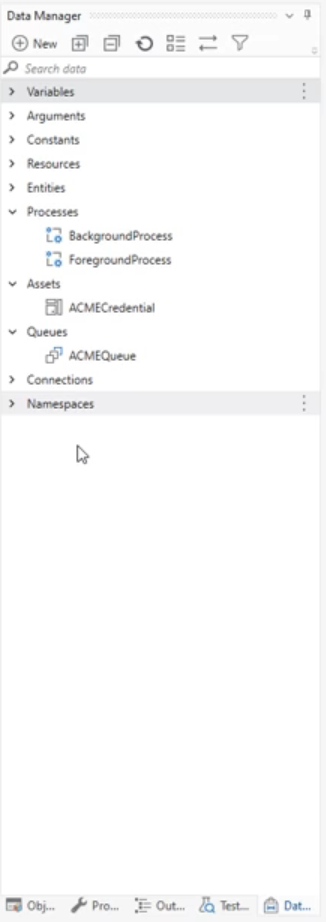 Data Manager
New
Search data
Variables
Arguments
Constants
Resources
Entities
Processes
BackgroundProcess
ForegroundProcess
Assets
ACMECredential
Queues
ACMEQueue
Connections
Namespaces
Obj... Pro... Out... Test... Dat...